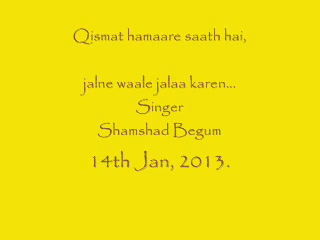 Qismat hamaare saath hai,
jalne waale jalaa karen...
Singer
Shamshad Begum
14th Jan, 2013.